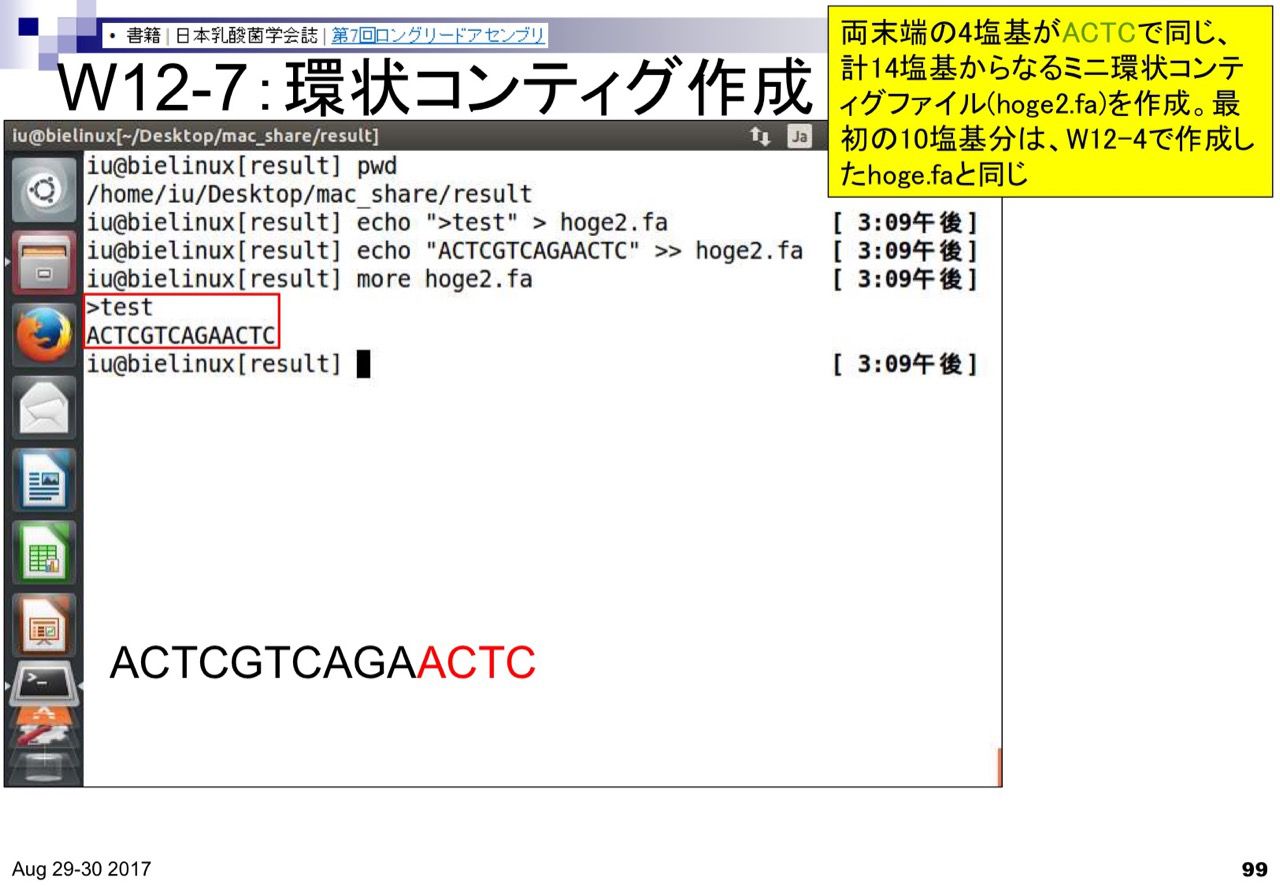 • 書籍 | 日本乳酸菌学会誌 | 第7回ロングリードアセンブリ
W12-7：環状コンティグ作成
両末端の4塩基がACTCで同じ、
計14塩基からなるミニ環状コンテ
ィグファイル(hoge2.fa)を作成。最
初の10塩基分は、W12-4で作成し
たhoge.faと同じ
iu@bielinux[~/Desktop/mac_share/result] Ja
iu@bielinux[result] pwd
/home/iu/Desktop/mac_share/result
iu@bielinux[result] echo ">test" > hoge2.fa [ 3:09午後]
iu@bielinux[result] echo "ACTCGTCAGAACTC" >> hoge2.fa [ 3:09午後]
iu@bielinux[result] more hoge2.fa [ 3:09午後]
>test
ACTCGTCAGAACTC
iu@bielinux[result] [ 3:09午後]
ACTCGTCAGAACTC
Aug 29-30 2017
99